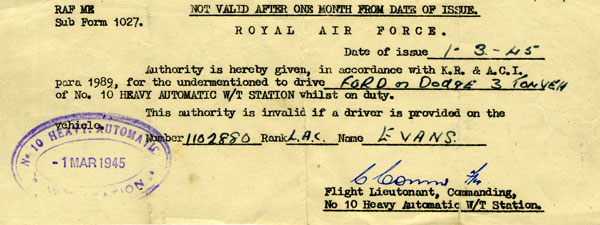 RAF ME
NOT VALID AFTER ONE MONTH FROM DATE OF ISSUE.
Sub Form 1027.
ROYAL AIR FORCE.
Date of issue 1-3-45
Authority is hereby given, in accordance with K.R. & A.C.I.
para 1989, for the undermentioned to drive FORD or Dodge 3 TON VEH
of No. 10 HEAVY AUTOMATIC W/T STATION whilst on duty.
This authority is invalid if a driver is provided on the
vehicle.
Number 1102880 Rank L.A.C. Name EVANS.
No 10 HEAVY. AUTOMATIC
-1 MAR 1945
STATION
Flight Lieutonant, Commanding,
No 10 Heavy Automatic W/T Station.